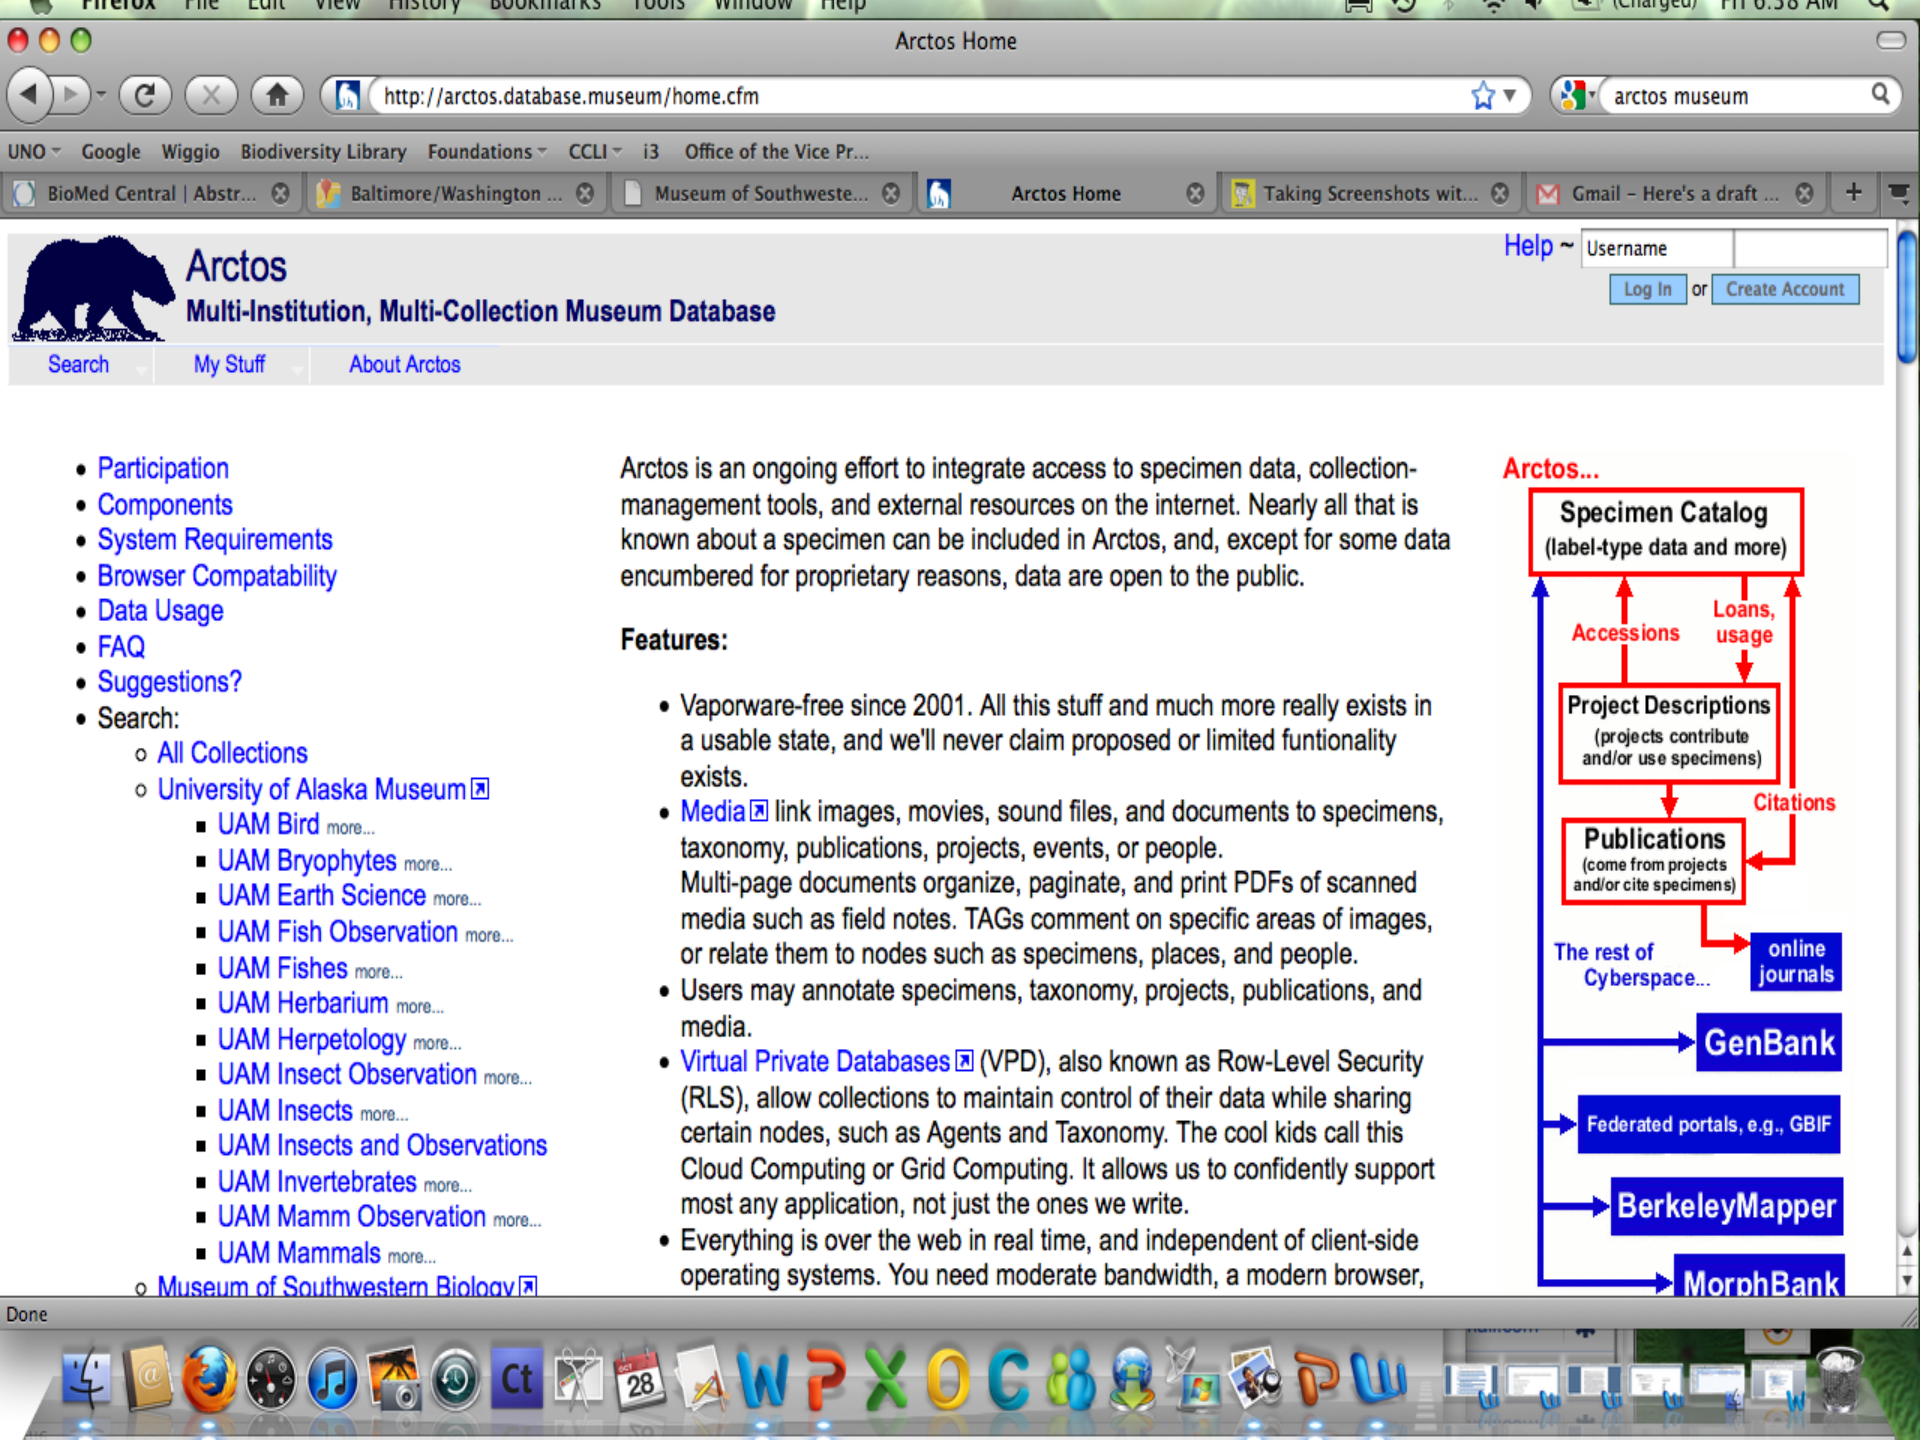 Firefox File Edit View History Bookmarks Tools Window Help
(Charged) Fri 6:38 AM
Arctos Home
http://arctos.database.museum/home.cfm
arctos museum
UNO Google Wiggio Biodiversity Library Foundations CCLI i3 Office of the Vice Pr...
BioMed Central | Abstr... Baltimore/Washington ... Museum of Southweste... Arctos Home Taking Screenshots wit... Gmail – Here's a draft ...
Help ~ Username
Log In or Create Account
Arctos
Multi-Institution, Multi-Collection Museum Database
Search My Stuff About Arctos
• Participation
• Components
• System Requirements
• Browser Compatability
• Data Usage
• FAQ
• Suggestions?
• Search:
All Collections
University of Alaska Museum
UAM Bird more...
UAM Bryophytes more...
UAM Earth Science more...
UAM Fish Observation more...
UAM Fishes more...
UAM Herbarium more...
UAM Herpetology more...
UAM Insect Observation more...
UAM Insects more...
UAM Insects and Observations
UAM Invertebrates more...
UAM Mamm Observation more...
UAM Mammals more...
Museum of Southwestern Biology
Arctos is an ongoing effort to integrate access to specimen data, collection-
management tools, and external resources on the internet. Nearly all that is
known about a specimen can be included in Arctos, and, except for some data
encumbered for proprietary reasons, data are open to the public.
Features:
• Vaporware-free since 2001. All this stuff and much more really exists in
a usable state, and we'll never claim proposed or limited funtionality
exists.
• Media link images, movies, sound files, and documents to specimens,
taxonomy, publications, projects, events, or people.
Multi-page documents organize, paginate, and print PDFs of scanned
media such as field notes. TAGs comment on specific areas of images,
or relate them to nodes such as specimens, places, and people.
• Users may annotate specimens, taxonomy, projects, publications, and
media.
• Virtual Private Databases (VPD), also known as Row-Level Security
(RLS), allow collections to maintain control of their data while sharing
certain nodes, such as Agents and Taxonomy. The cool kids call this
Cloud Computing or Grid Computing. It allows us to confidently support
most any application, not just the ones we write.
• Everything is over the web in real time, and independent of client-side
operating systems. You need moderate bandwidth, a modern browser,
Arctos...
Specimen Catalog
(label-type data and more)
Accessions
Loans,
usage
Project Descriptions
(projects contribute
and/or use specimens)
Citations
Publications
(come from projects
and/or cite specimens)
The rest of
Cyberspace...
online
journals
GenBank
Federated portals, e.g., GBIF
BerkeleyMapper
MorphBank
Done
Ct
OCT
28